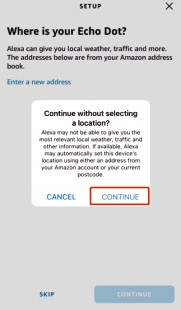 SETUP
Where is your Echo Dot?
Alexa can give you local weather, traffic and more.
The addresses below are from your Amazon address
book.
Enter a new address
Continue without selecting
a location?
Alexa may not be able to give you the
most relevant local weather, traffic and
other information. If available, Alexa
may automatically set this device's
location using either an address from
your Amazon account or your current
postcode.
CANCEL CONTINUE
SKIP CONTINUE